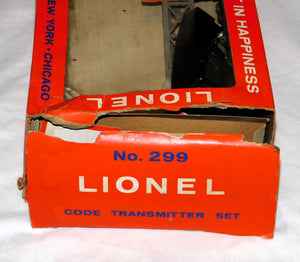 NEW YORK • CHICAGO
T IN HAPPINESS
LIONEL
No. 299
LIONEL
CODE TRANSMITTER SET